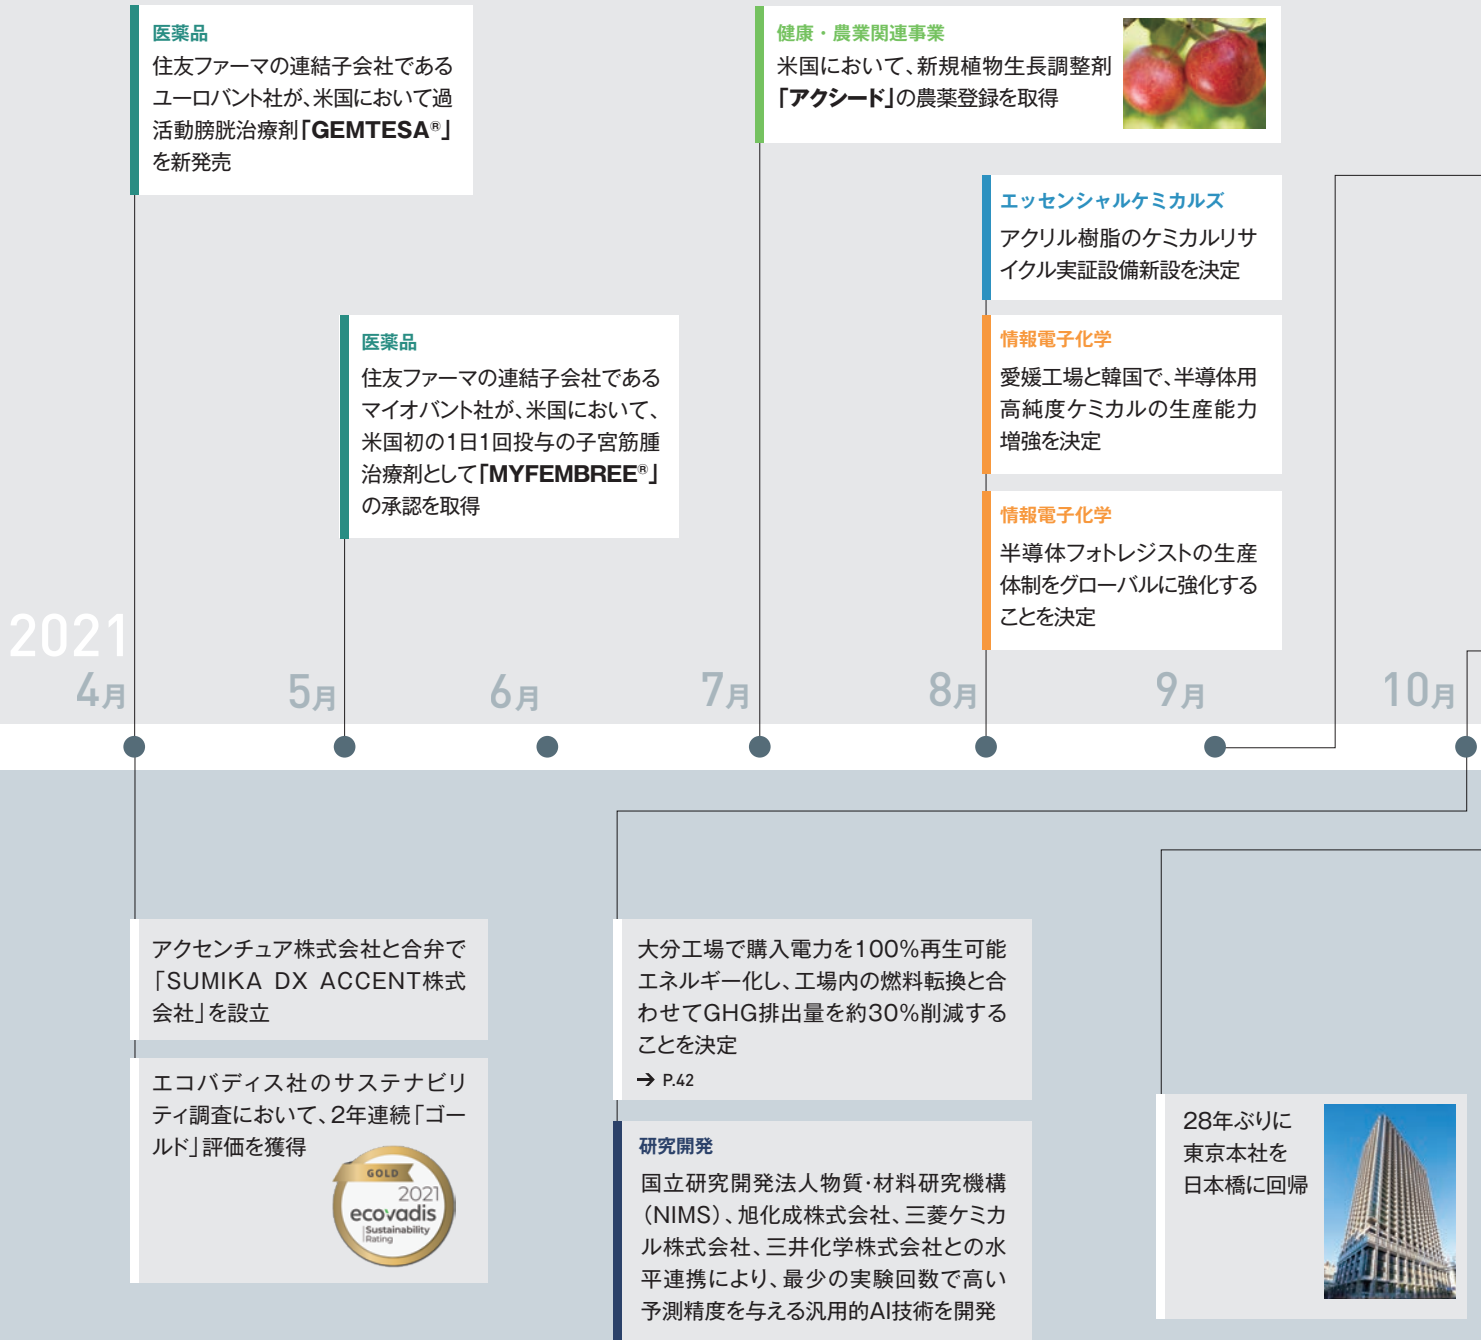 医薬品
住友ファーマの連結子会社である
ユーロバント社が、米国において過
活動膀胱治療剤「GEMTESA®」
を新発売
健康・農業関連事業
米国において、新規植物生長調整剤
「アクシード」の農薬登録を取得
エッセンシャルケミカルズ
アクリル樹脂のケミカルリサ
イクル実証設備新設を決定
医薬品
住友ファーマの連結子会社である
マイオバント社が、米国において、
米国初の1日1回投与の子宮筋腫
治療剤として「MYFEMBREE®」
の承認を取得
情報電子化学
愛媛工場と韓国で、半導体用
高純度ケミカルの生産能力
増強を決定
情報電子化学
半導体フォトレジストの生産
体制をグローバルに強化する
ことを決定
2021
4月
5月
6月
7月
8月
9月
10月
アクセンチュア株式会社と合弁で
「SUMIKA DX ACCENT株式
会社」を設立
エコバディス社のサステナビリ
ティ調査において、2年連続「ゴー
ルド」評価を獲得
GOLD
2021
ecovadis
Sustainability
Rating
大分工場で購入電力を100%再生可能
エネルギー化し、工場内の燃料転換と合
わせてGHG排出量を約30%削減する
ことを決定
→ P.42
研究開発
国立研究開発法人物質・材料研究機構
（NIMS）、旭化成株式会社、三菱ケミカ
ル株式会社、三井化学株式会社との水
平連携により、最少の実験回数で高い
予測精度を与える汎用的AI技術を開発
28年ぶりに
東京本社を
日本橋に回帰